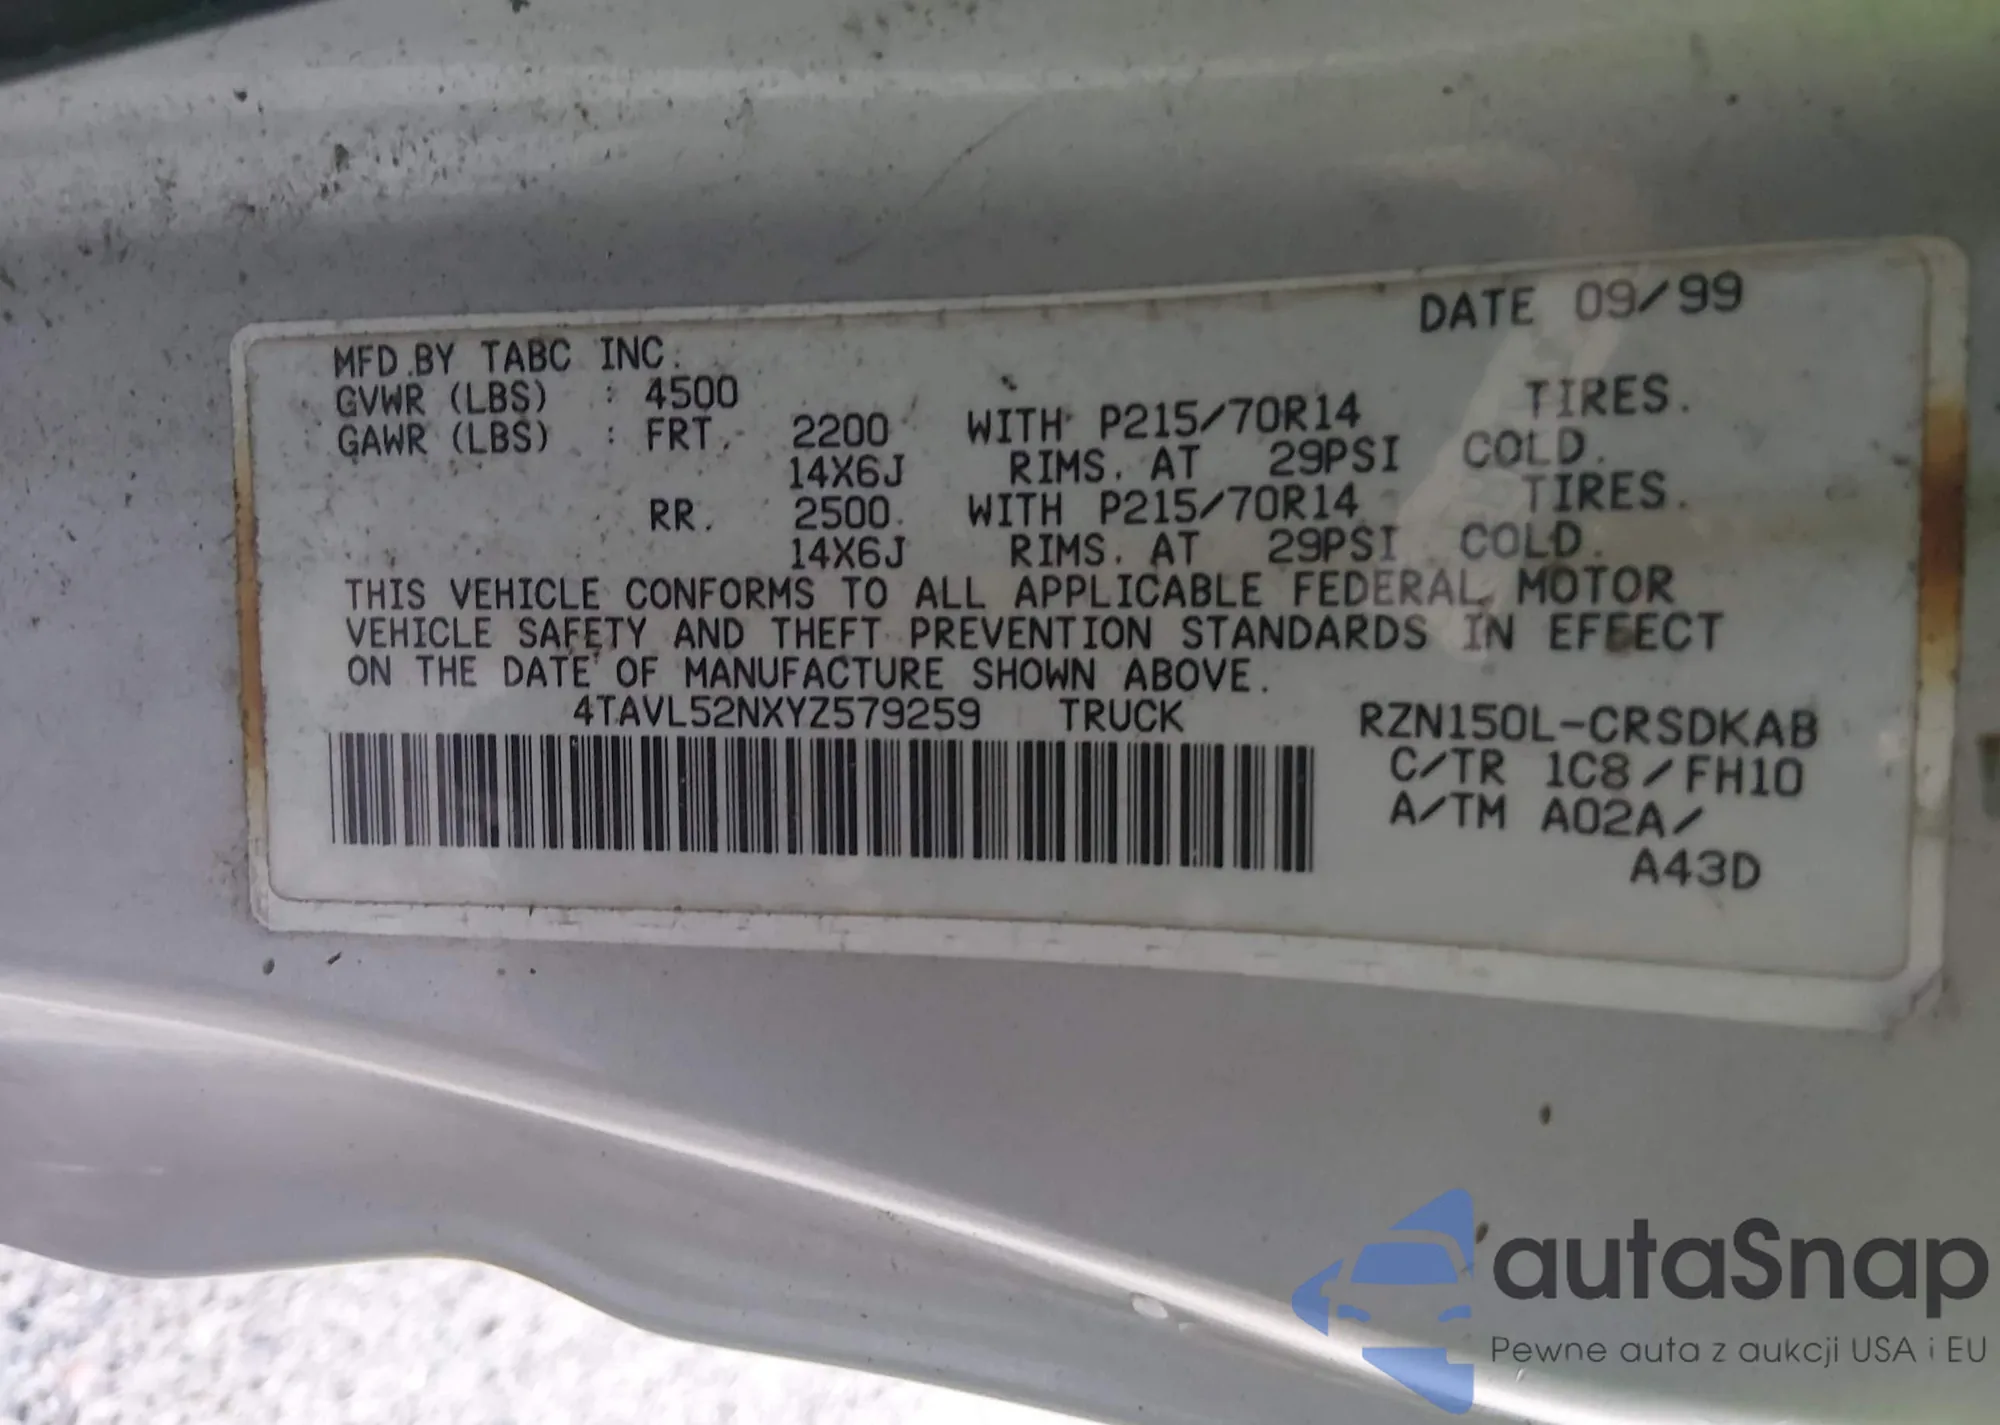 DATE 09/99
MFD.BY TABC INC.
GVWR (LBS) : 4500
GAWR (LBS) : FRT. 2200 WITH P215/70R14 TIRES.
14X6J RIMS. AT 29PSI COLD.
RR. 2500 WITH P215/70R14 TIRES.
14X6J RIMS. AT 29PSI COLD.
THIS VEHICLE CONFORMS TO ALL APPLICABLE FEDERAL MOTOR
VEHICLE SAFETY AND THEFT PREVENTION STANDARDS IN EFFECT
ON THE DATE OF MANUFACTURE SHOWN ABOVE.
4TAVL52NXYZ579259 TRUCK RZN150L-CRSDKAB
C/TR 1C8/FH10
A/TM A02A/
A43D
autaSnap
Pewne auta z aukcji USA i EU